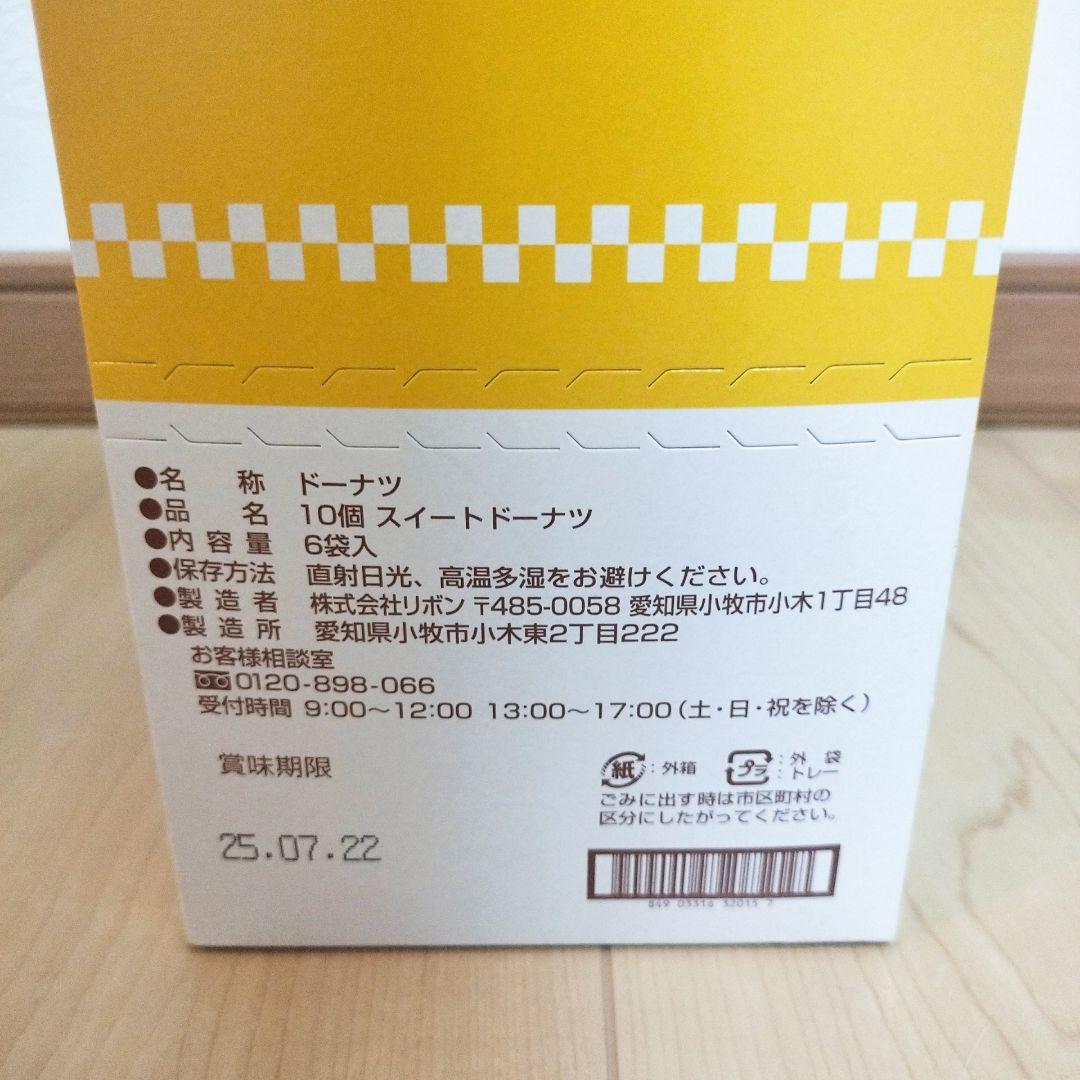 ●名称 ドーナツ
●品名 10個 スイートドーナツ
●内容量 6袋入
●保存方法 直射日光、高温多湿をお避けください。
●製造者 株式会社リボン 〒485-0058 愛知県小牧市小木1丁目48
●製造所 愛知県小牧市小木東2丁目222
お客様相談室
0120-898-066
受付時間 9:00〜12:00 13:00〜17:00(土・日・祝を除く)
賞味期限
25.07.22
紙:外箱
プラ:外袋
:トレー
ごみに出す時は市区町村の
区分にしたがってください。
849 03316 32015 7